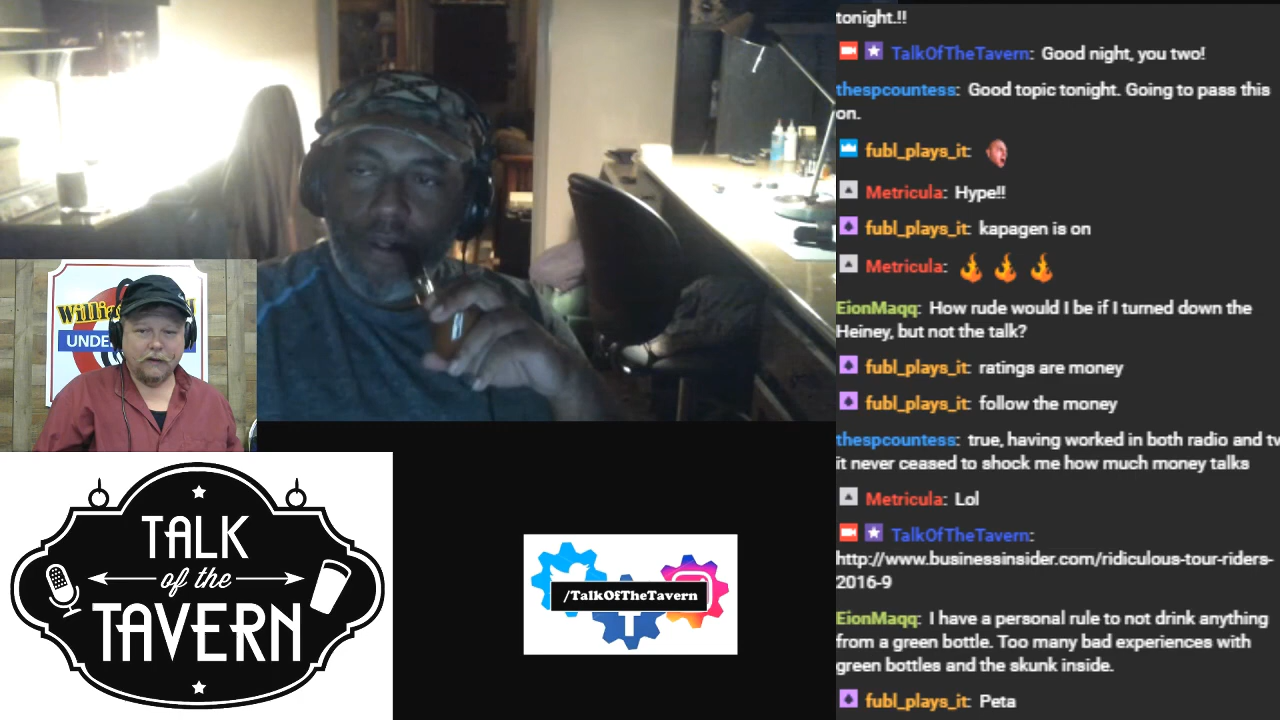 tonight.!!
TalkOfTheTavern: Good night, you two!
thespcountess: Good topic tonight. Going to pass this
on.
fubl_plays_it:
Metricula: Hype!!
fubl_plays_it: kapagen is on
Metricula:
EionMaqq: How rude would I be if I turned down the
Heiney, but not the talk?
fubl_plays_it: ratings are money
fubl_plays_it: follow the money
thespcountess: true, having worked in both radio and tv
it never ceased to shock me how much money talks
Metricula: Lol
TalkOfTheTavern:
http://www.businessinsider.com/ridiculous-tour-riders-
2016-9
EionMaqq: I have a personal rule to not drink anything
from a green bottle. Too many bad experiences with
green bottles and the skunk inside.
fubl_plays_it: Peta
UNDE
TALK
of the
TAVERN
/TalkOfTheTavern